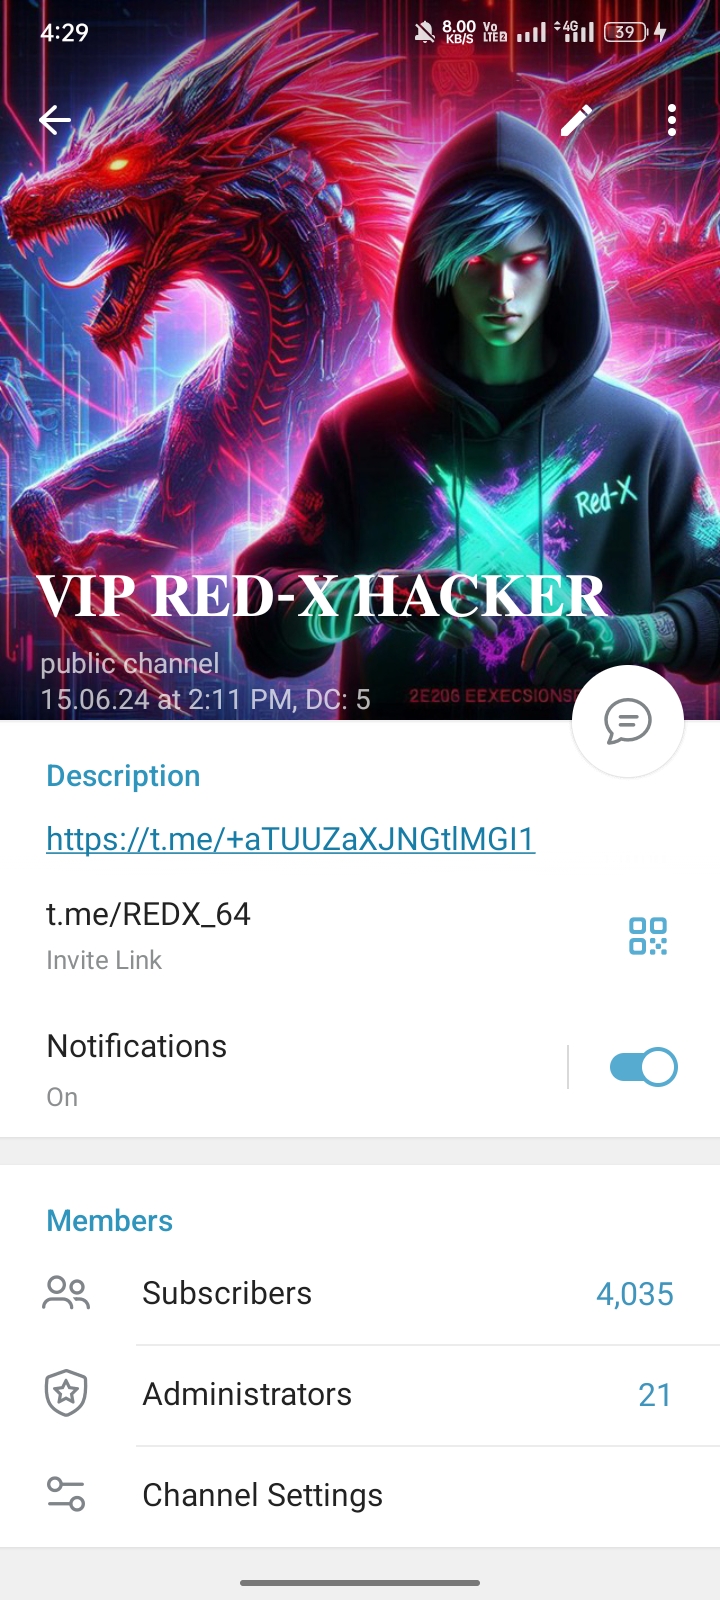 4:29
8.00 KB/S
Vo LTE2
4G
39
Red-X
VIP RED-X HACKER
public channel
15.06.24 at 2:11 PM, DC: 5
Description
https://t.me/+aTUUZaXJNGtlMGI1
t.me/REDX_64
Invite Link
Notifications
On
Members
Subscribers 4,035
Administrators 21
Channel Settings